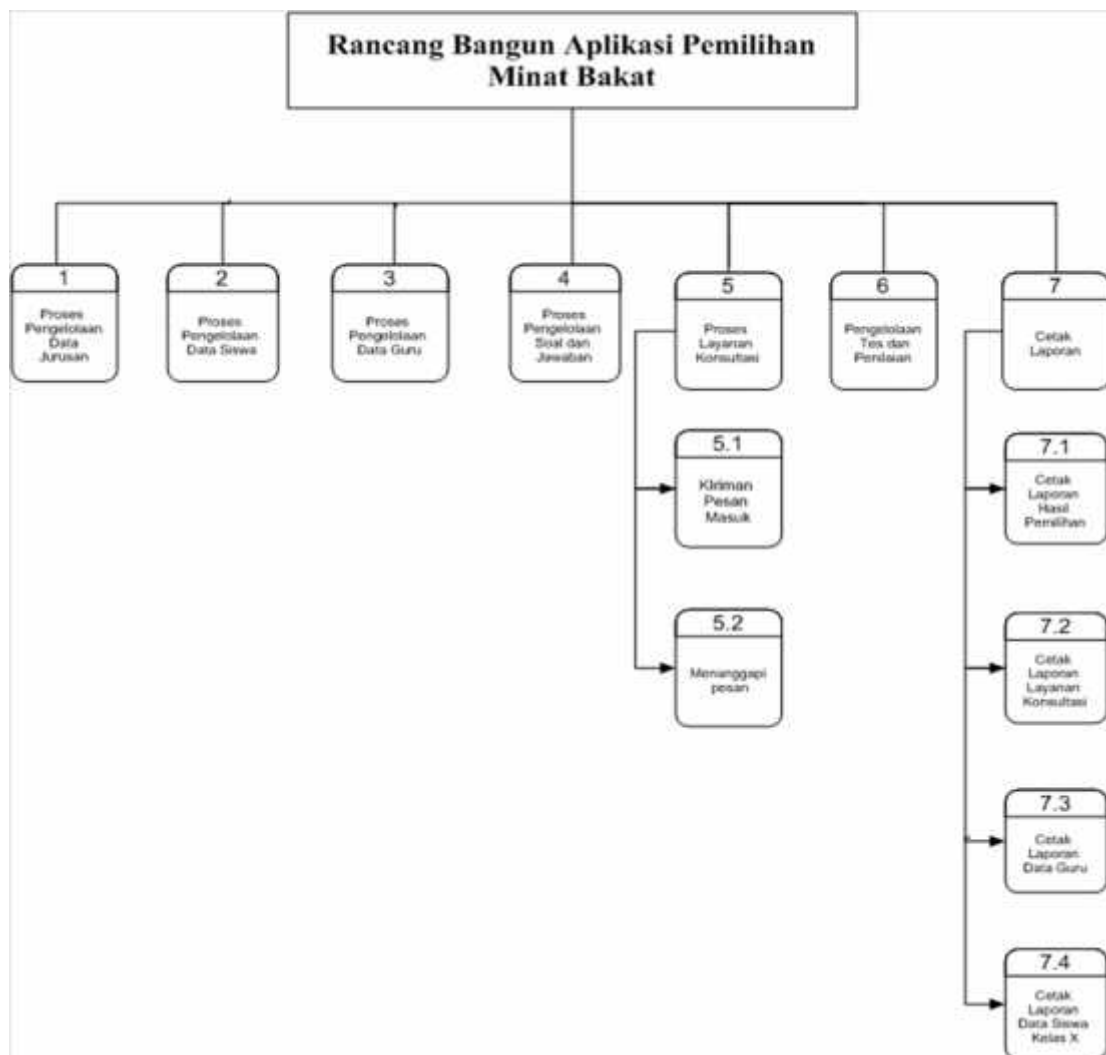 Rancang Bangun Aplikasi Pemilihan
Minat Bakat
1
Proses
Pengelolaan
Data
Jurusan
2
Proses
Pengelolaan
Data Siswa
3
Proses
Pengelolaan
Data Guru
4
Proses
Pengelolaan
Soal dan
Jawaban
5
Proses
Layanan
Konsultasi
6
Pengelolaan
Tes dan
Penilaian
7
Cetak
Laporan
5.1
Kiriman
Pesan
Masuk
5.2
Menanggapi
pesan
7.1
Cetak
Laporan
Hasil
Pemilihan
7.2
Cetak
Laporan
Layanan
Konsultasi
7.3
Cetak
Laporan
Data Guru
7.4
Cetak
Laporan
Data Siswa
Kelas X